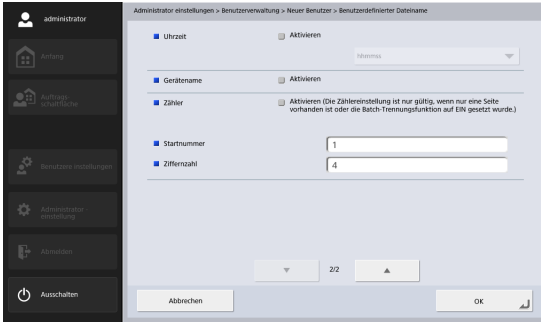 administrator
Anfang
Auftrags-
schaltfläche
Benutzere instellungen
Administrator
einstellung
Abmelden
Ausschalten
Administrator einstellungen > Benutzerverwaltung > Neuer Benutzer > Benutzerdefinierter Dateiname
Uhrzeit
Aktivieren
hhmmss
Gerätename
Aktivieren
Zähler
Aktivieren (Die Zählereinstellung ist nur gültig, wenn nur eine Seite
vorhanden ist oder die Batch-Trennungsfunktion auf EIN gesetzt wurde.)
Startnummer
1
Ziffernzahl
4
2/2
Abbrechen
OK